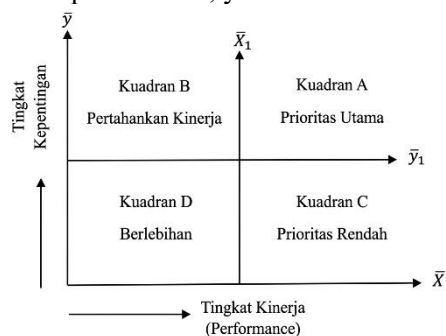 ȳ
X̄₁
Tingkat
Kepentingan
Kuadran B
Pertahankan Kinerja
Kuadran A
Prioritas Utama
ȳ₁
Kuadran D
Berlebihan
Kuadran C
Prioritas Rendah
X̄
Tingkat Kinerja
(Performance)